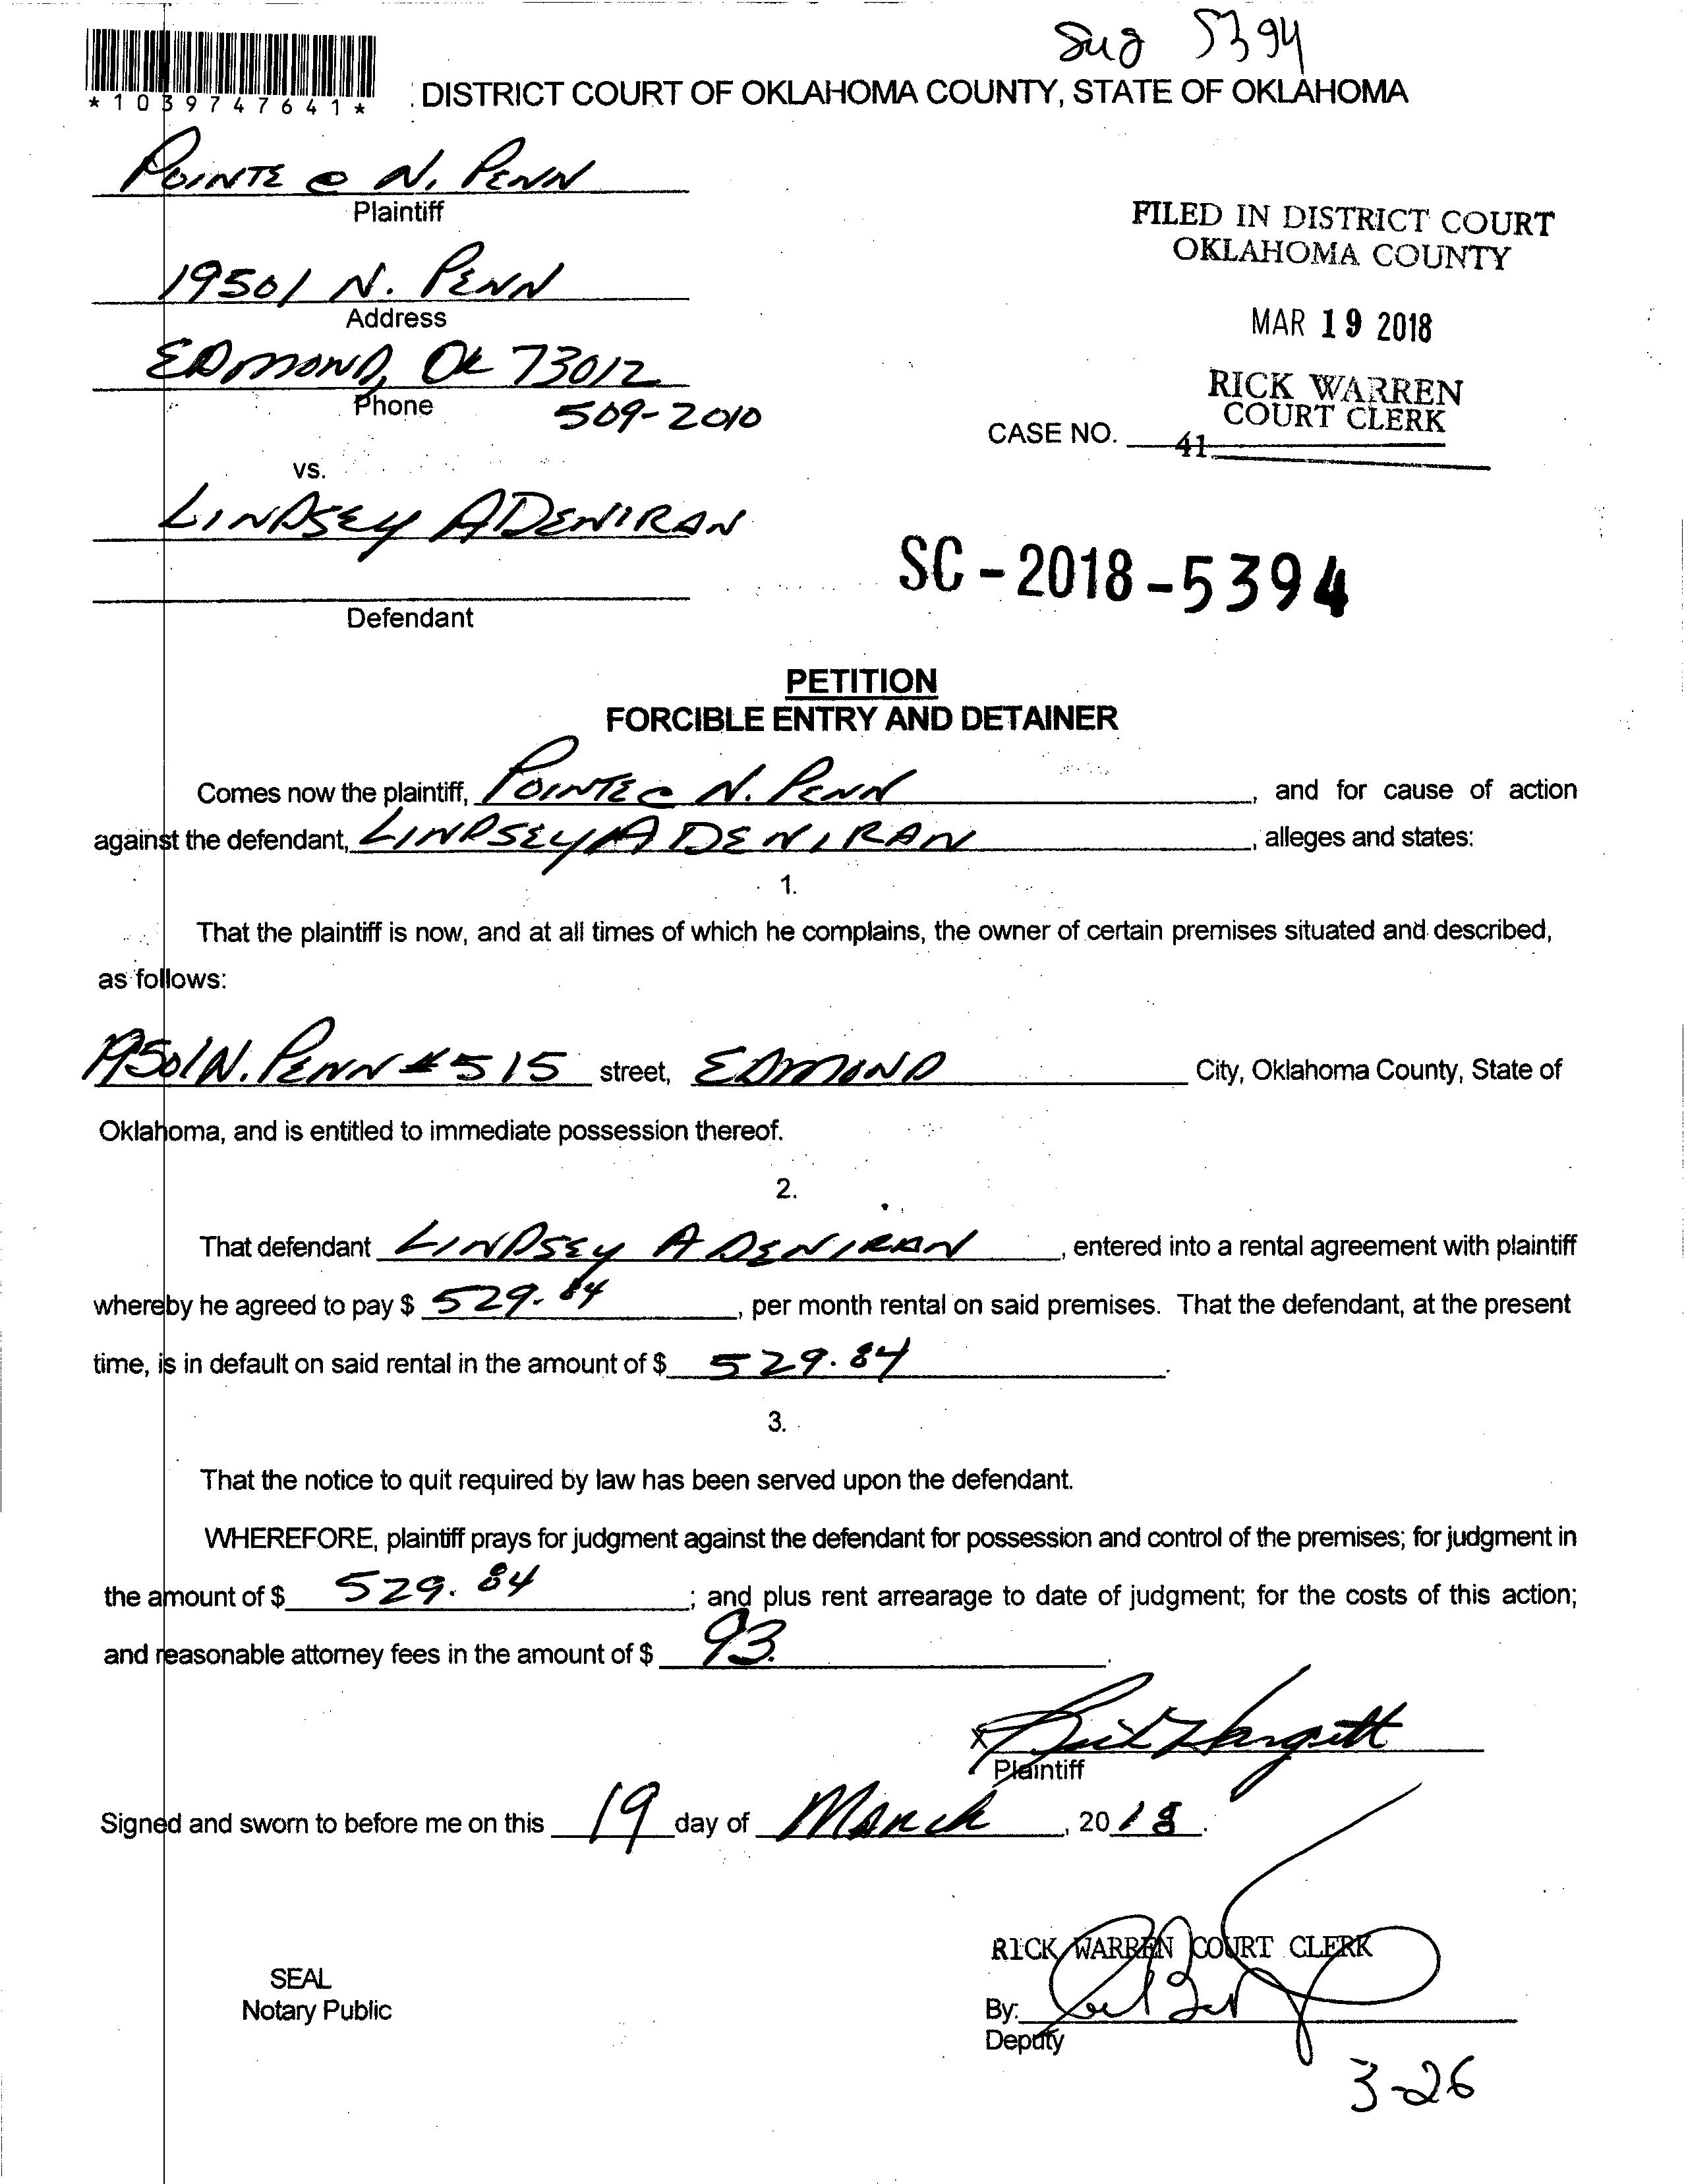 5394
*1039747641*
DISTRICT COURT OF OKLAHOMA COUNTY, STATE OF OKLAHOMA
POINTE @ N. PENN
Plaintiff
FILED IN DISTRICT COURT
OKLAHOMA COUNTY
19501 N. PENN
Address
MAR 19 2018
EDMOND, OK 73012
Phone
509-2010
RICK WARREN
COURT CLERK
CASE NO.
41
vs.
LINDSEY ADENIRAN
SC-2018-5394
Defendant
PETITION
FORCIBLE ENTRY AND DETAINER
Comes now the plaintiff, POINTE @ N. PENN, and for cause of action
against the defendant, LINDSEY ADENIRAN, alleges and states:
1.
That the plaintiff is now, and at all times of which he complains, the owner of certain premises situated and described,
as follows:
19501 N. PENN #515 street, EDMOND City, Oklahoma County, State of
Oklahoma, and is entitled to immediate possession thereof.
2.
That defendant LINDSEY ADENIRAN, entered into a rental agreement with plaintiff
whereby he agreed to pay $ 529.84, per month rental on said premises. That the defendant, at the present
time, is in default on said rental in the amount of $ 529.84.
3.
That the notice to quit required by law has been served upon the defendant.
WHEREFORE, plaintiff prays for judgment against the defendant for possession and control of the premises; for judgment in
the amount of $ 529.84; and plus rent arrearage to date of judgment; for the costs of this action;
and reasonable attorney fees in the amount of $ 93.
X
Plaintiff
Signed and sworn to before me on this 19 day of March, 2018.
RICK WARREN COURT CLERK
SEAL
Notary Public
By:
Deputy
3-26